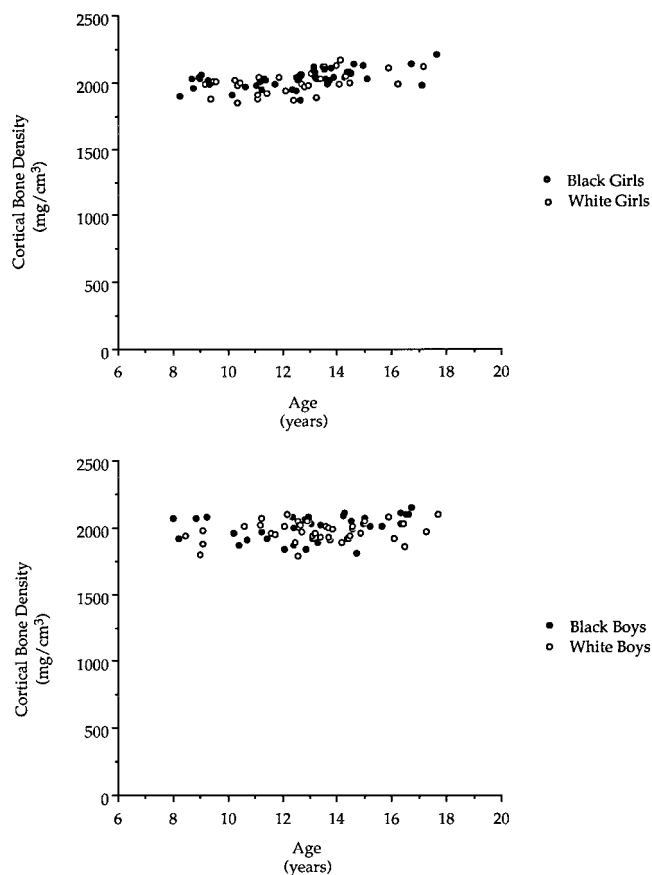 2500
2000
1500
1000
500
0
Cortical Bone Density
(mg/cm³)
6 8 10 12 14 16 18 20
Age
(years)
Black Girls
White Girls
2500
2000
1500
1000
500
0
Cortical Bone Density
(mg/cm³)
6 8 10 12 14 16 18 20
Age
(years)
Black Boys
White Boys